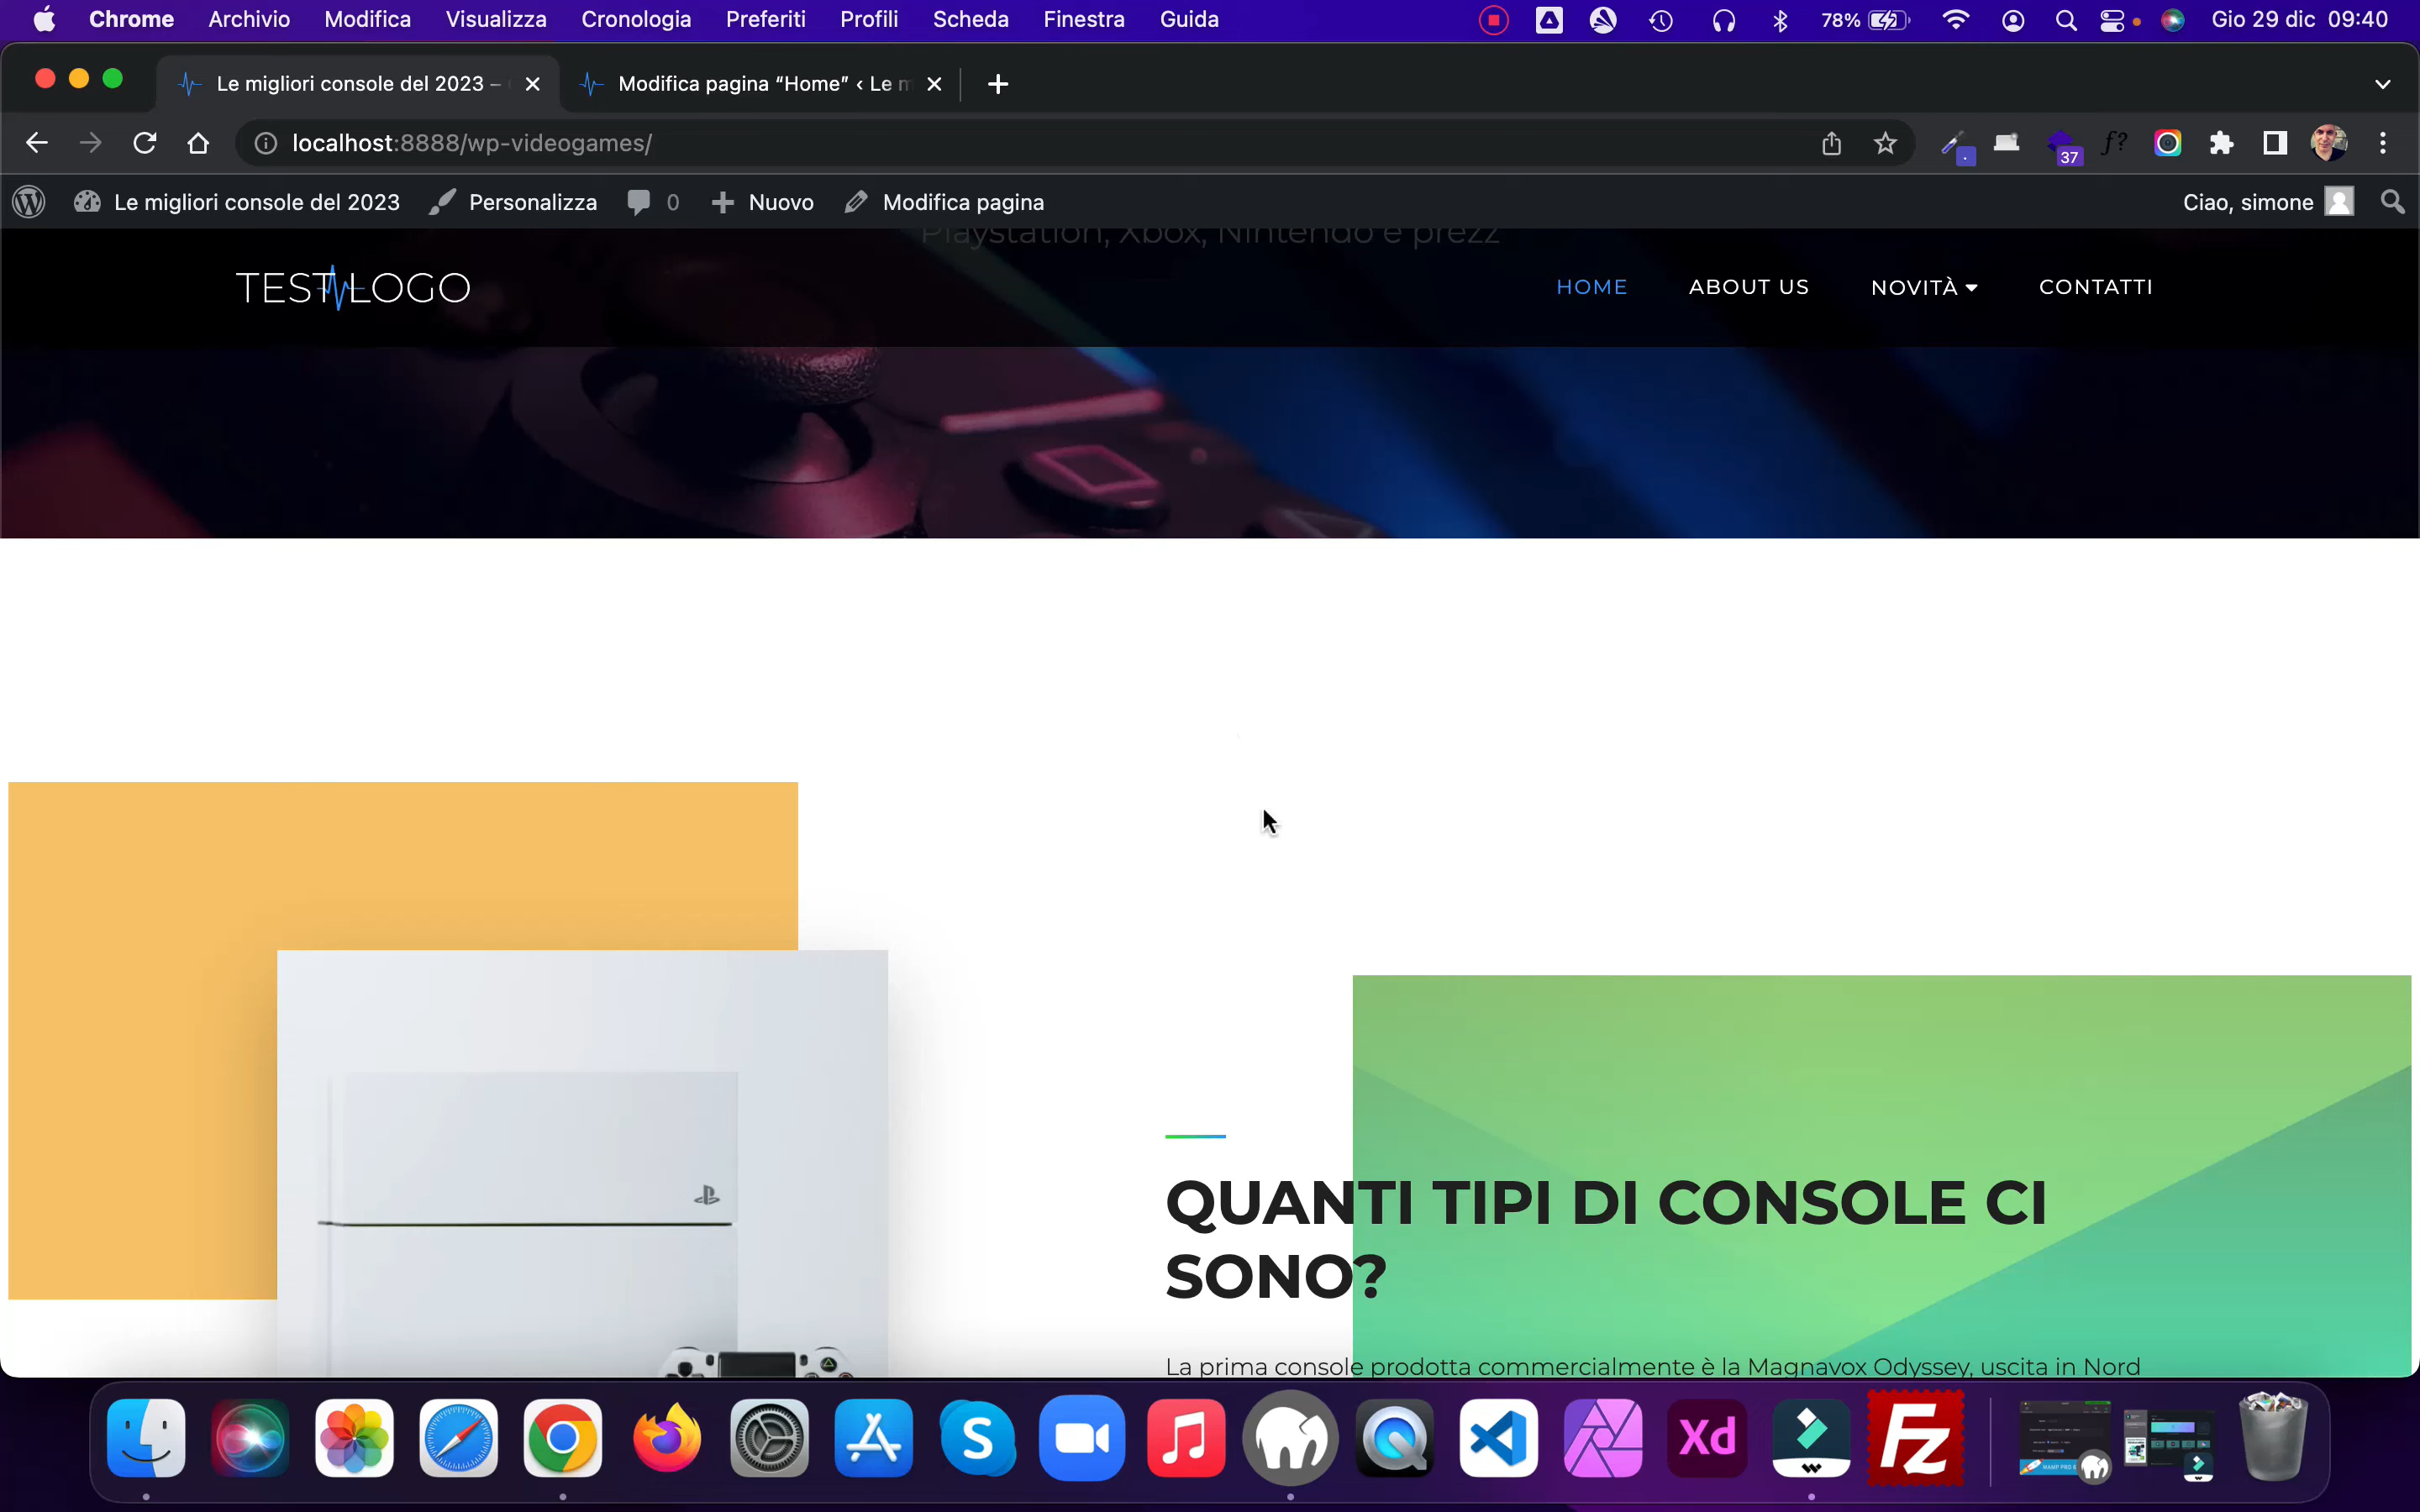 Chrome Archivio Modifica Visualizza Cronologia Preferiti Profili Scheda Finestra Guida 78% Gio 29 dic 09:40
Le migliori console del 2023 – Modifica pagina “Home” ‹ Le m
localhost:8888/wp-videogames/ f? 37
Le migliori console del 2023 Personalizza 0 Nuovo Modifica pagina Ciao, simone
Playstation, Xbox, Nintendo e prezz
TEST LOGO HOME ABOUT US NOVITÀ CONTATTI
QUANTI TIPI DI CONSOLE CI
SONO?
La prima console prodotta commercialmente è la Magnavox Odyssey, uscita in Nord
S Xd Fz